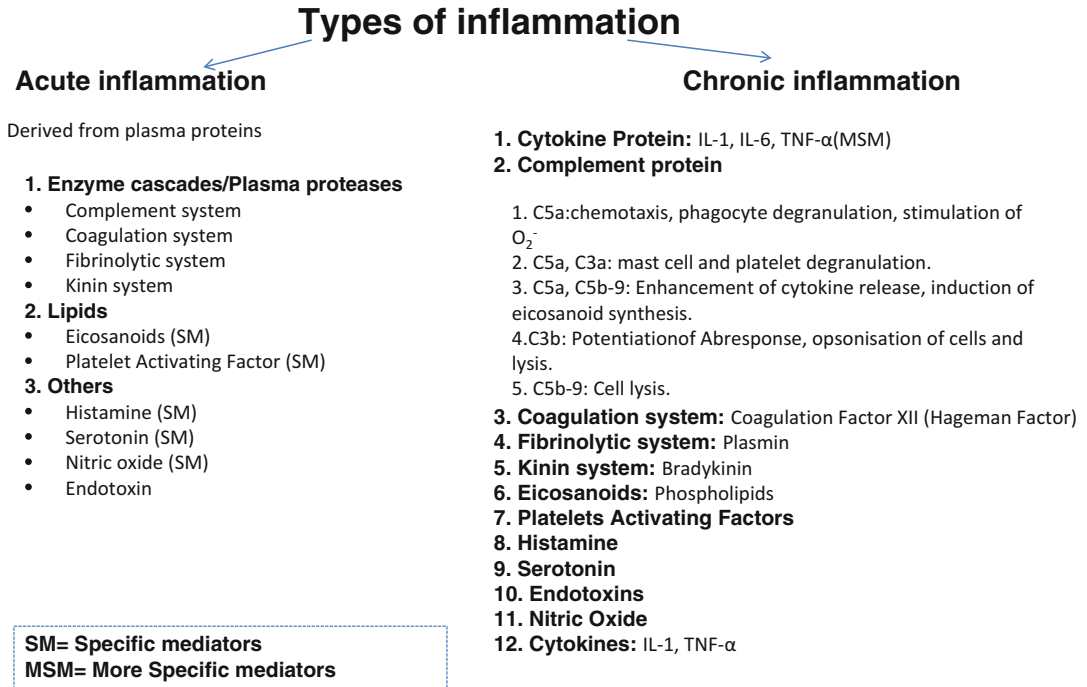 Types of inflammation
Acute inflammation
Derived from plasma proteins
1. Enzyme cascades/Plasma proteases
• Complement system
• Coagulation system
• Fibrinolytic system
• Kinin system
2. Lipids
• Eicosanoids (SM)
• Platelet Activating Factor (SM)
3. Others
• Histamine (SM)
• Serotonin (SM)
• Nitric oxide (SM)
• Endotoxin
SM= Specific mediators
MSM= More Specific mediators
Chronic inflammation
1. Cytokine Protein: IL-1, IL-6, TNF-α(MSM)
2. Complement protein
1. C5a:chemotaxis, phagocyte degranulation, stimulation of
O₂⁻
2. C5a, C3a: mast cell and platelet degranulation.
3. C5a, C5b-9: Enhancement of cytokine release, induction of
eicosanoid synthesis.
4.C3b: Potentiationof Abresponse, opsonisation of cells and
lysis.
5. C5b-9: Cell lysis.
3. Coagulation system: Coagulation Factor XII (Hageman Factor)
4. Fibrinolytic system: Plasmin
5. Kinin system: Bradykinin
6. Eicosanoids: Phospholipids
7. Platelets Activating Factors
8. Histamine
9. Serotonin
10. Endotoxins
11. Nitric Oxide
12. Cytokines: IL-1, TNF-α